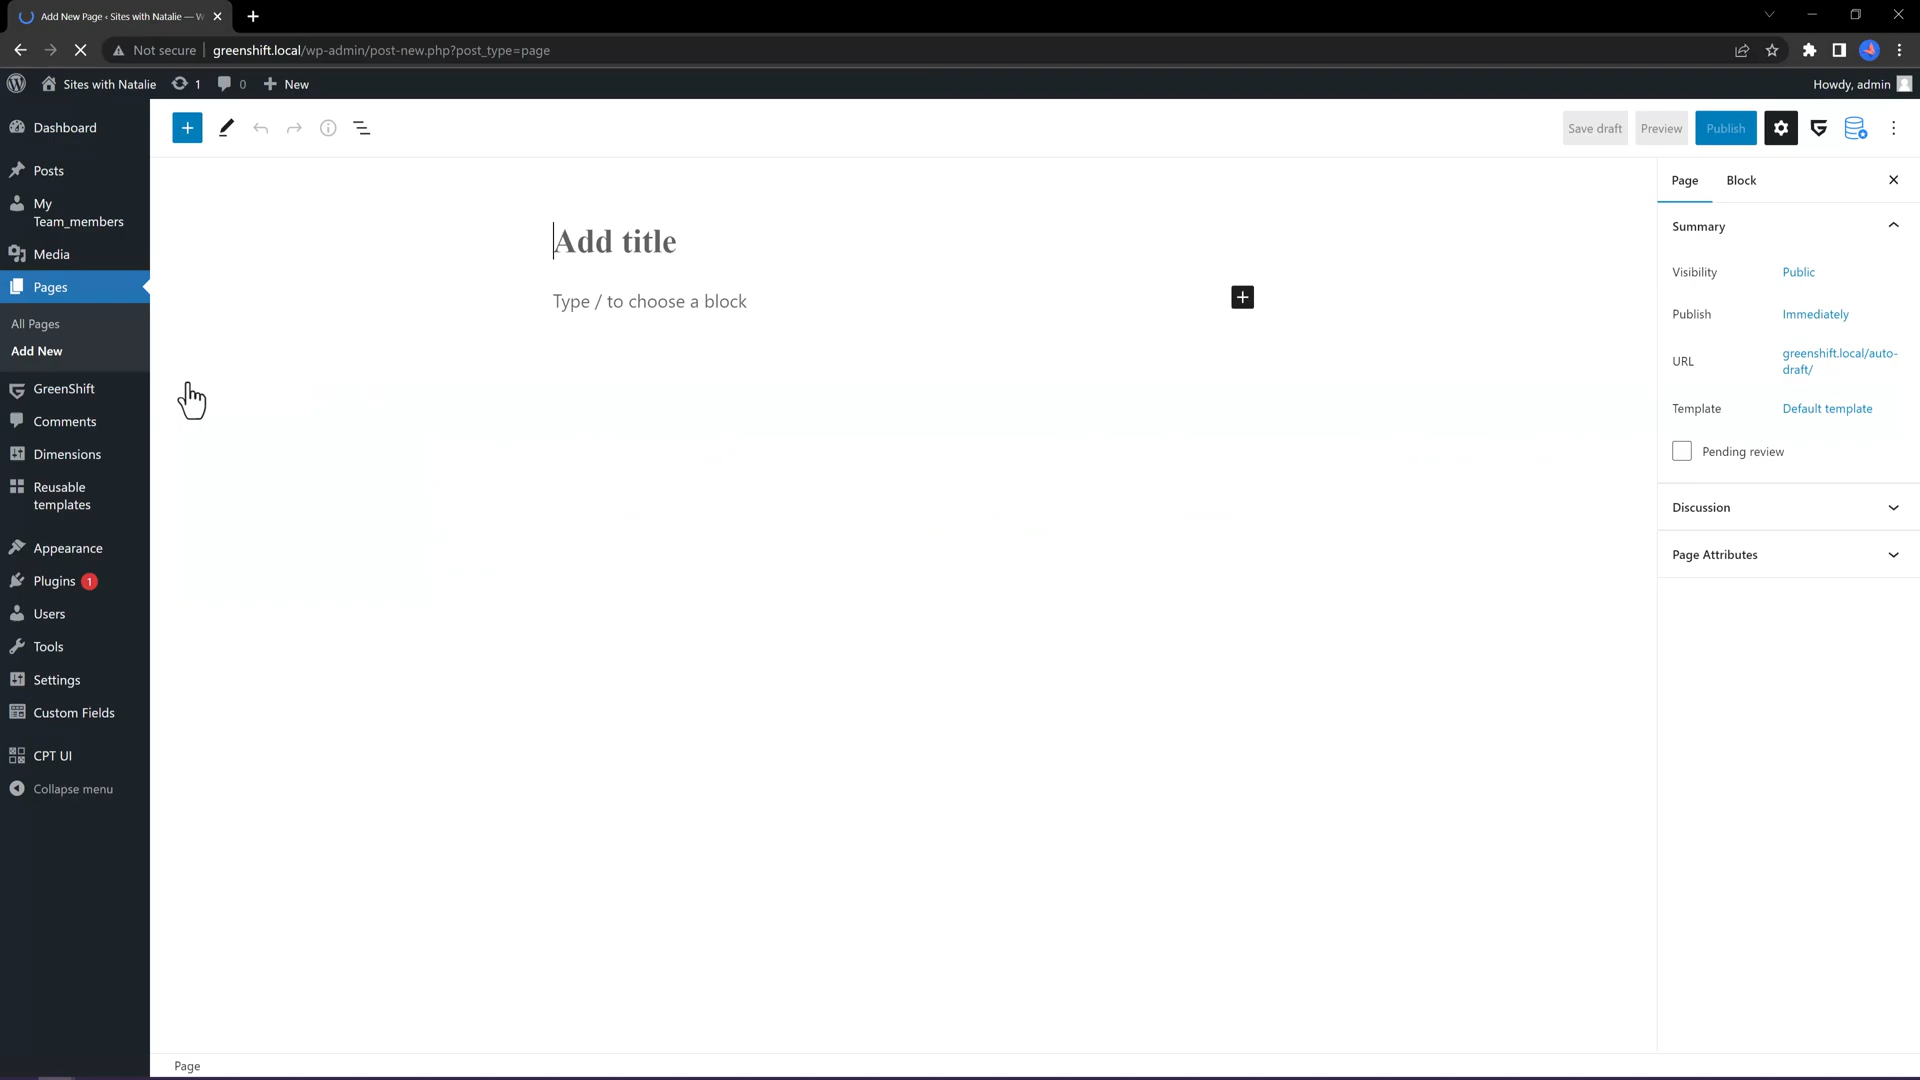 Add New Page ‹ Sites with Natalie — W
Not secure
greenshift.local/wp-admin/post-new.php?post_type=page
Sites with Natalie
1
0
New
Howdy, admin
Dashboard
Posts
My
Team_members
Media
Pages
All Pages
Add New
GreenShift
Comments
Dimensions
Reusable
templates
Appearance
Plugins 1
Users
Tools
Settings
Custom Fields
CPT UI
Collapse menu
Save draft
Preview
Publish
Add title
Type / to choose a block
Page
Block
Summary
Visibility
Public
Publish
Immediately
URL
greenshift.local/auto-
draft/
Template
Default template
Pending review
Discussion
Page Attributes
Page